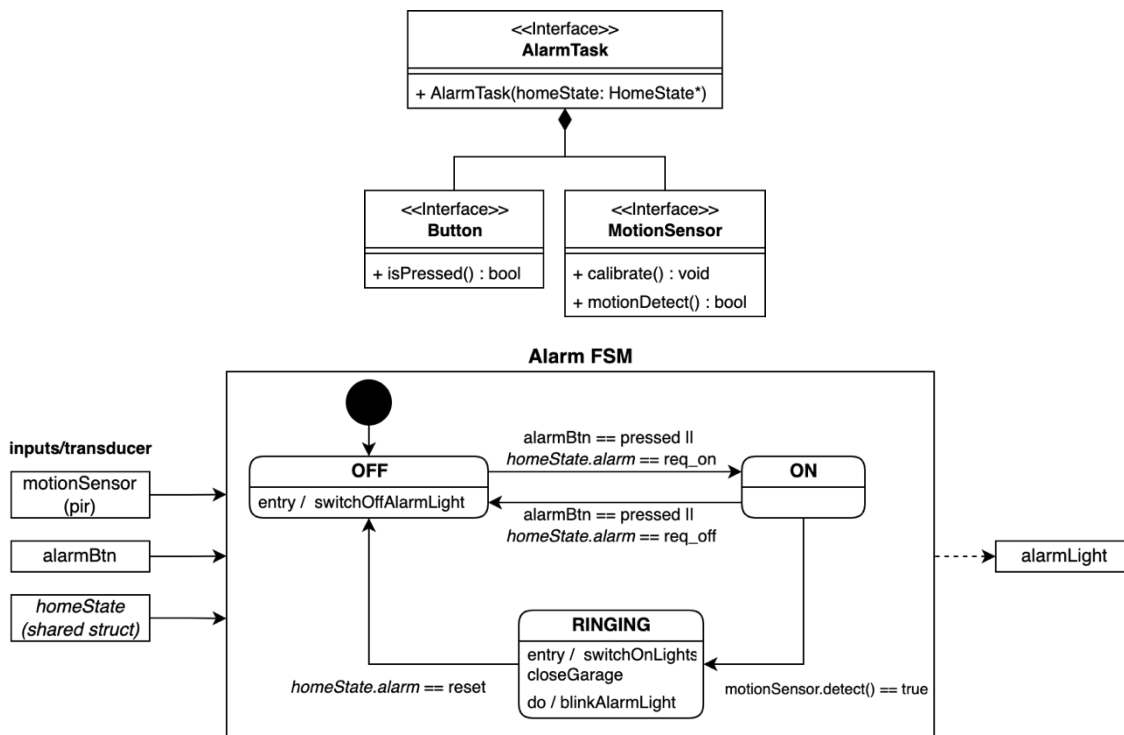 <<Interface>>
AlarmTask
+ AlarmTask(homeState: HomeState*)
<<Interface>>
Button
+ isPressed() : bool
<<Interface>>
MotionSensor
+ calibrate() : void
+ motionDetect() : bool
Alarm FSM
inputs/transducer
motionSensor
(pir)
alarmBtn
homeState
(shared struct)
OFF
entry / switchOffAlarmLight
alarmBtn == pressed ||
homeState.alarm == req_on
ON
alarmBtn == pressed ||
homeState.alarm == req_off
alarmLight
RINGING
entry / switchOnLights
closeGarage
do / blinkAlarmLight
homeState.alarm == reset
motionSensor.detect() == true